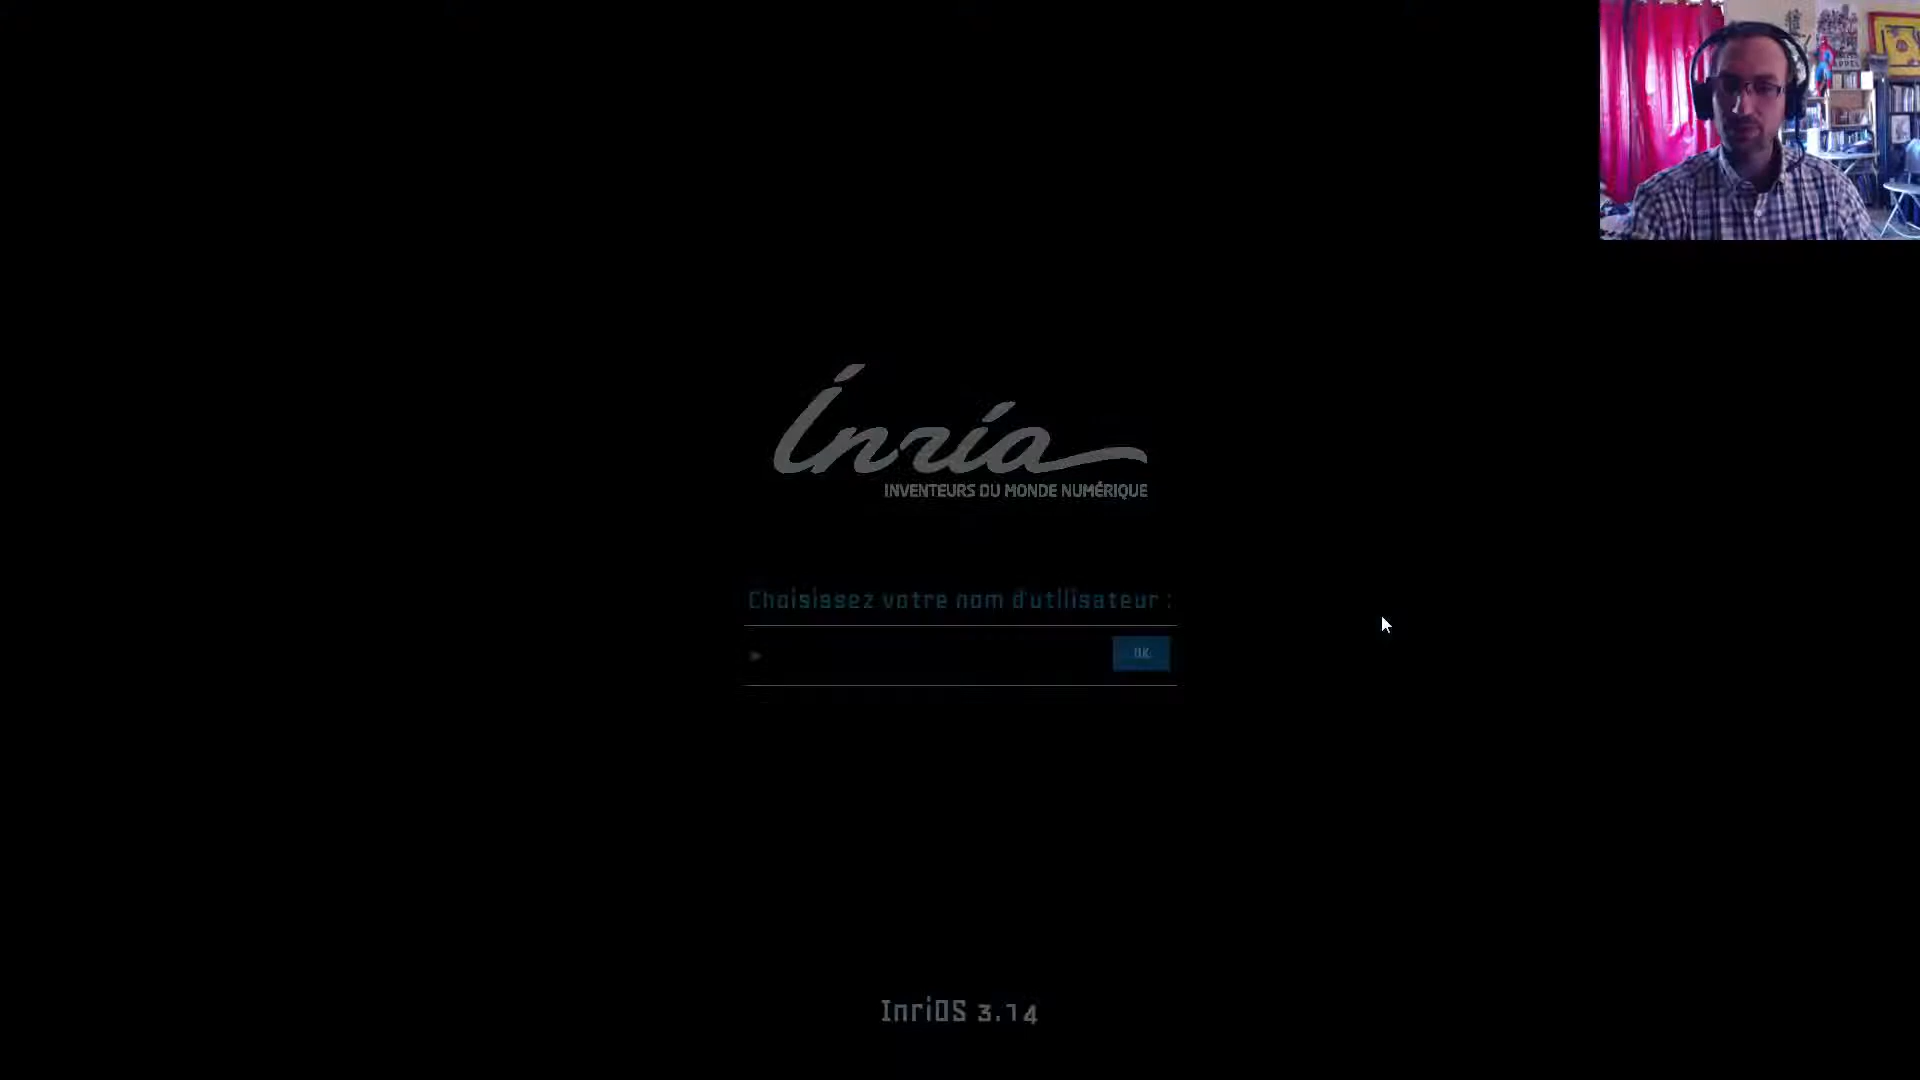 Inria
INVENTEURS DU MONDE NUMÉRIQUE
Choisissez votre nom d'utilisateur :
OK
InriOS 3.14